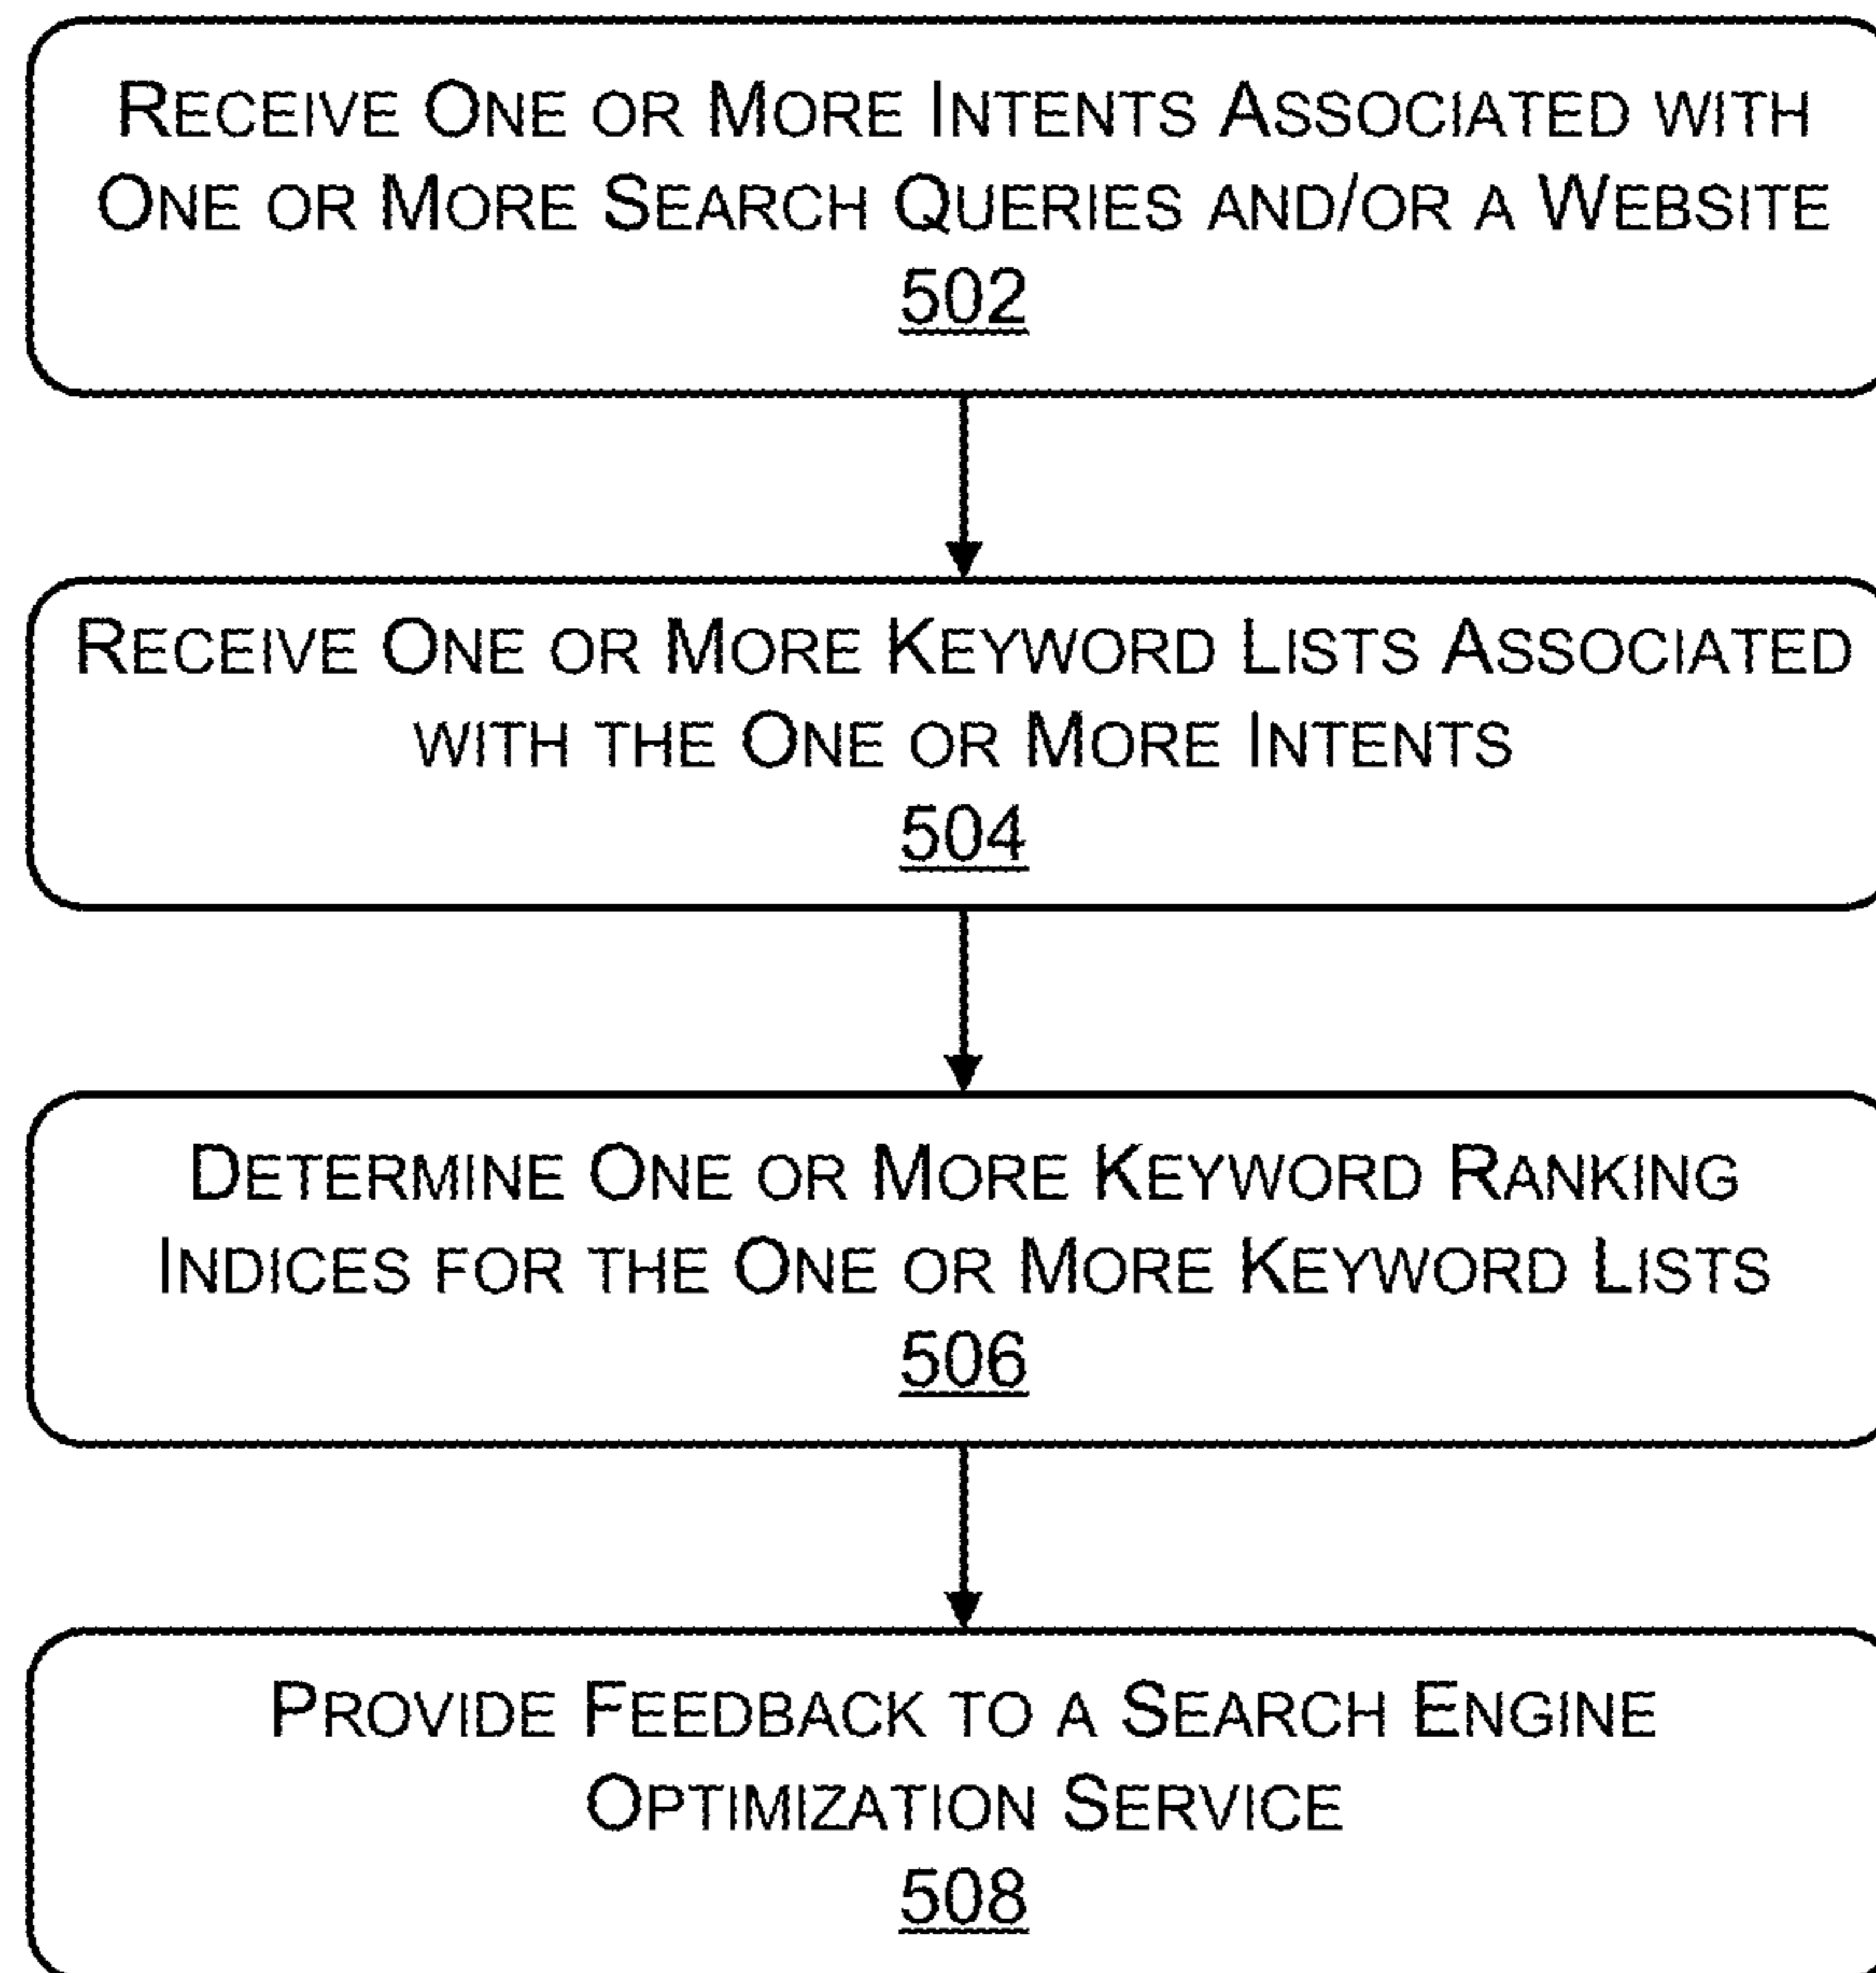 RECEIVE ONE OR MORE INTENTS ASSOCIATED WITH
ONE OR MORE SEARCH QUERIES AND/OR A WEBSITE
502
RECEIVE ONE OR MORE KEYWORD LISTS ASSOCIATED
WITH THE ONE OR MORE INTENTS
504
DETERMINE ONE OR MORE KEYWORD RANKING
INDICES FOR THE ONE OR MORE KEYWORD LISTS
506
PROVIDE FEEDBACK TO A SEARCH ENGINE
OPTIMIZATION SERVICE
508